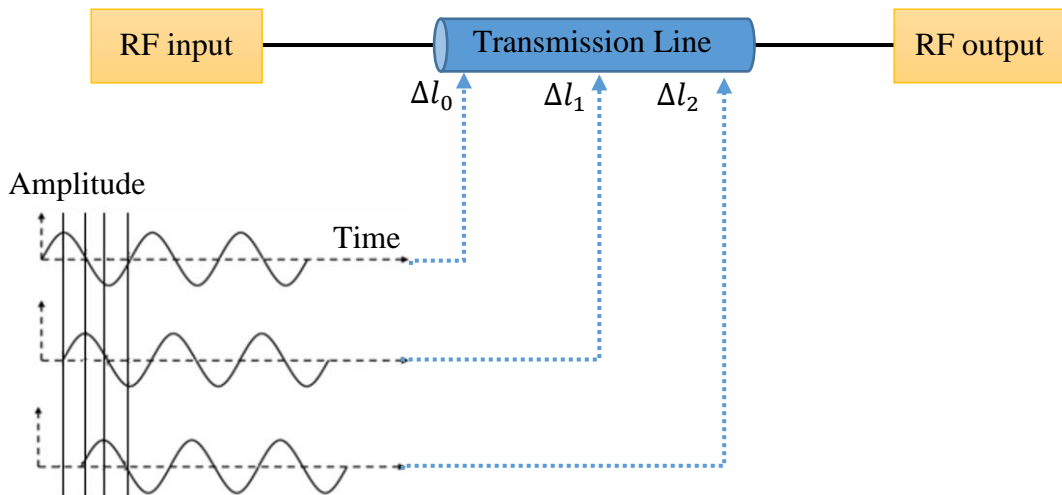 RF input
Transmission Line
RF output
Δl₀
Δl₁
Δl₂
Amplitude
Time